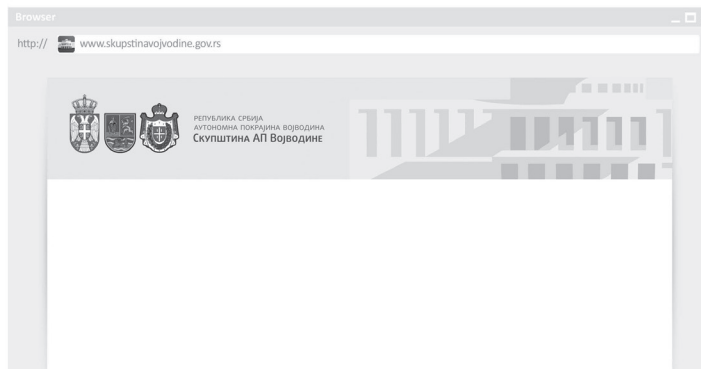 Browser
http:// www.skupstinavojvodine.gov.rs
РЕПУБЛИКА СРБИЈА
АУТОНОМНА ПОКРАЈИНА ВОЈВОДИНА
СКУПШТИНА АП ВОЈВОДИНЕ